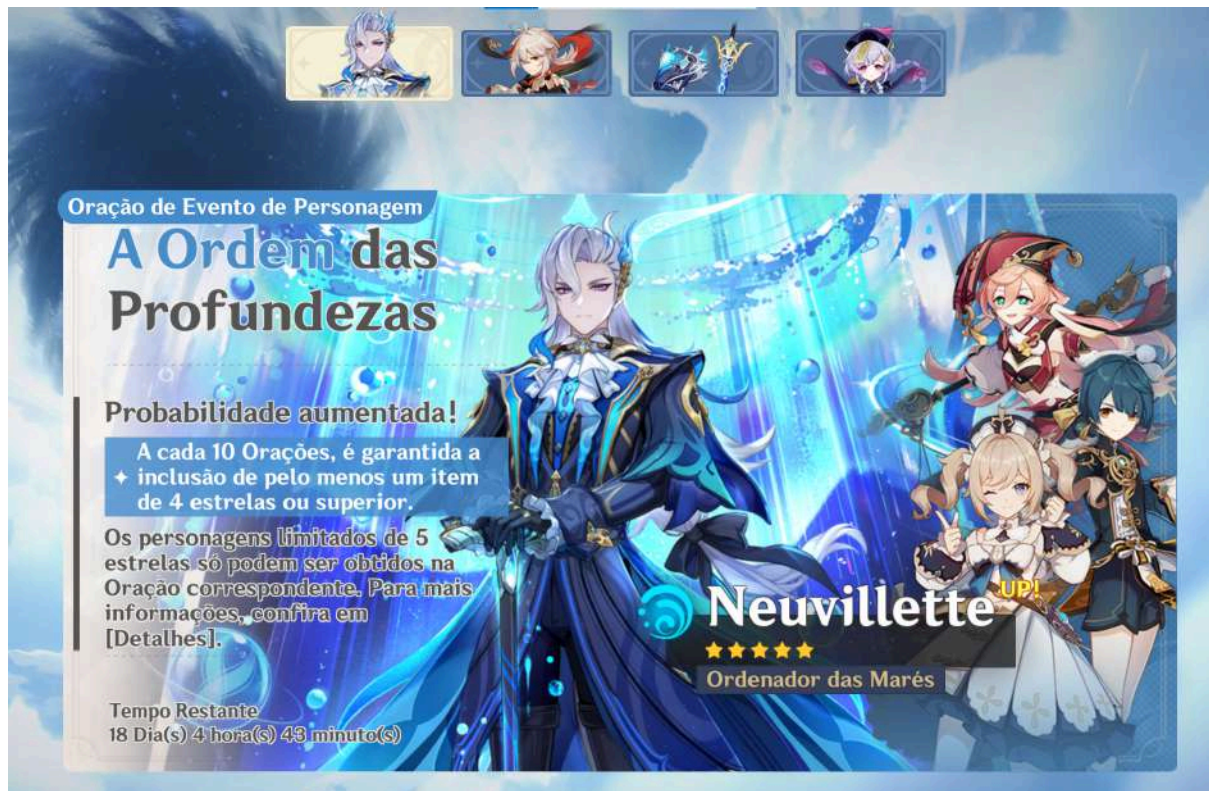 Oração de Evento de Personagem
A Ordem das
Profundezas
Probabilidade aumentada!
A cada 10 Orações, é garantida a
inclusão de pelo menos um item
de 4 estrelas ou superior.
Os personagens limitados de 5
estrelas só podem ser obtidos na
Oração correspondente. Para mais
informações, confira em
[Detalhes].
Tempo Restante
18 Dia(s) 4 hora(s) 43 minuto(s)
UP!
Neuvillette
Ordenador das Marés